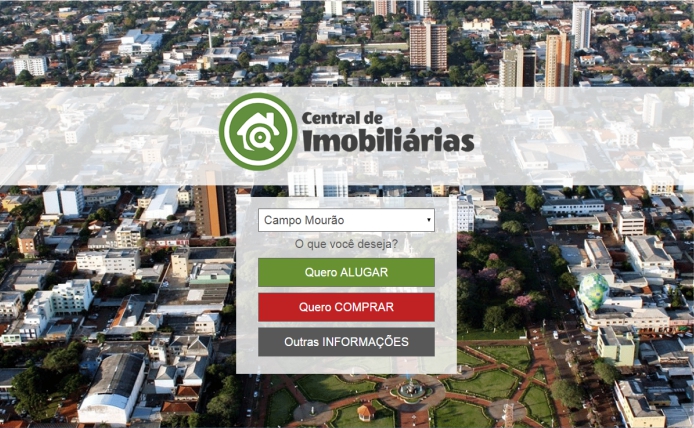 Central de
Imobiliárias
Campo Mourão
O que você deseja?
Quero ALUGAR
Quero COMPRAR
Outras INFORMAÇÕES